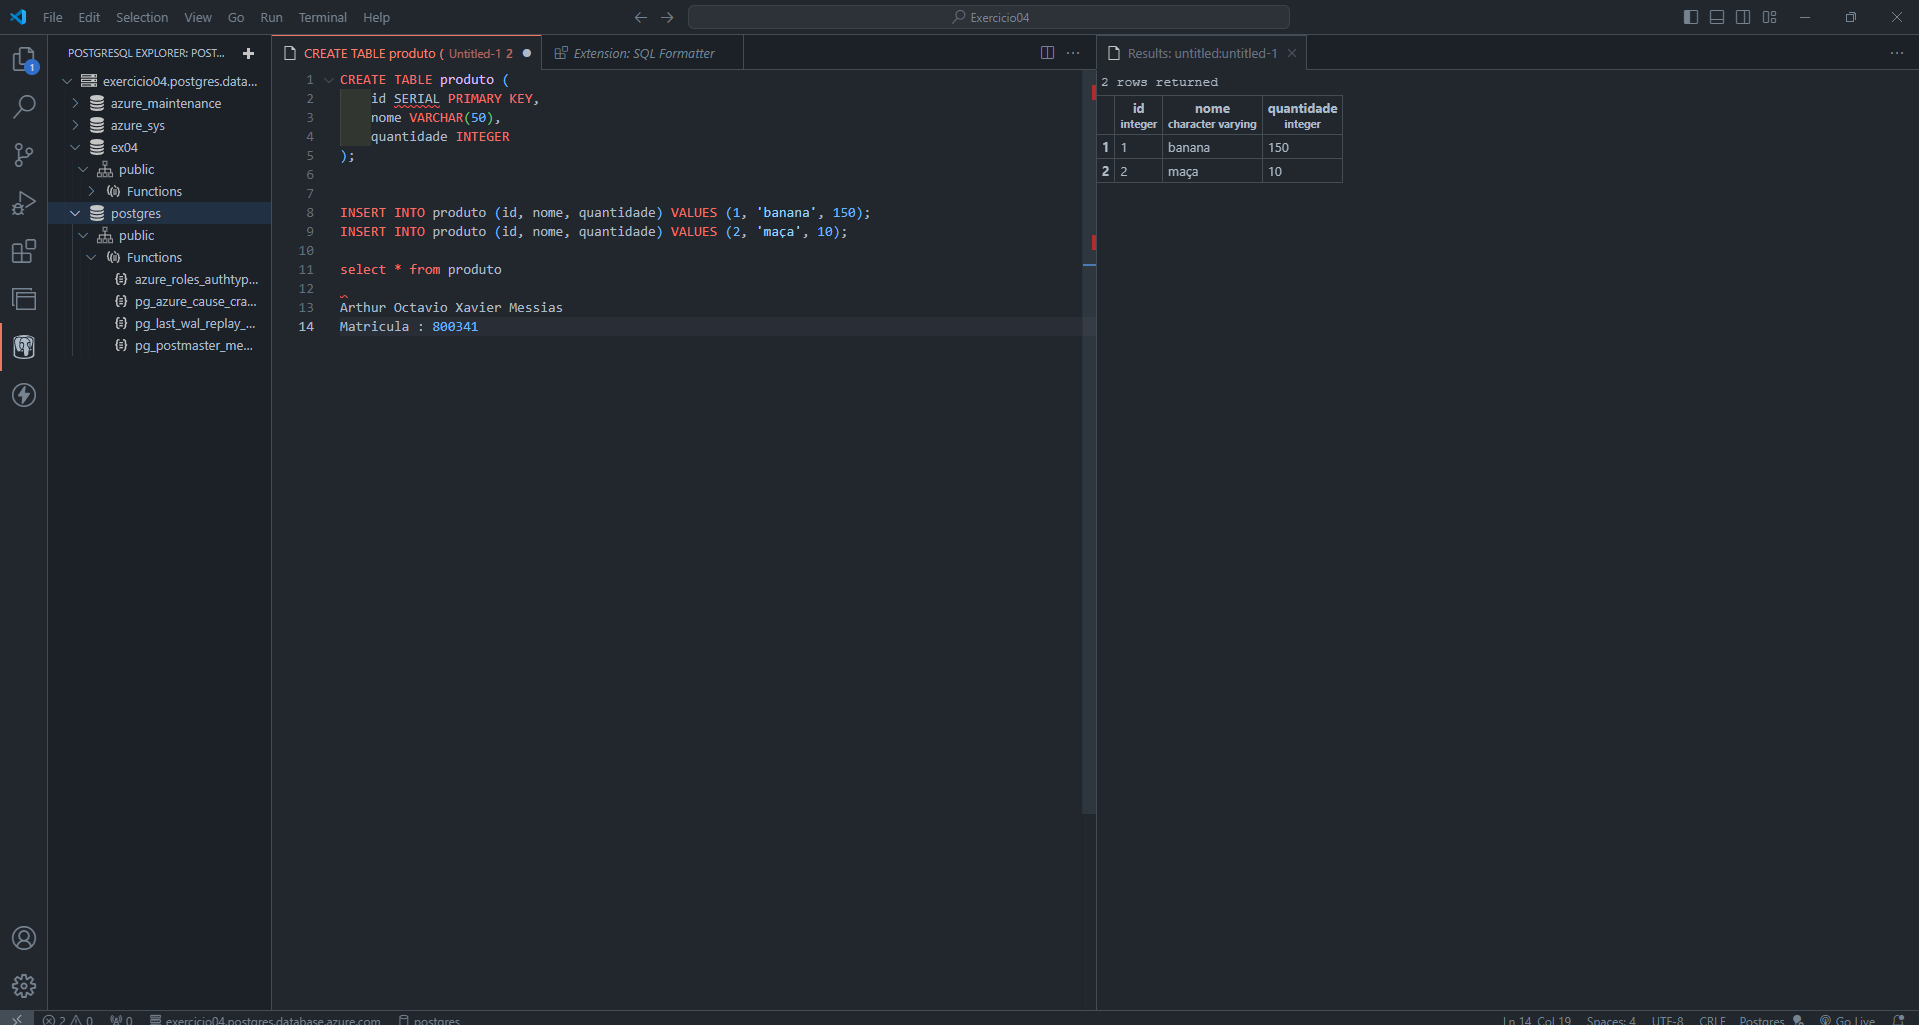 File Edit Selection View Go Run Terminal Help
Exercicio04
POSTGRESQL EXPLORER: POST...
1
exercicio04.postgres.data...
azure_maintenance
azure_sys
ex04
public
Functions
postgres
public
Functions
azure_roles_authtyp...
pg_azure_cause_cra...
pg_last_wal_replay_...
pg_postmaster_me...
CREATE TABLE produto ( Untitled-1 2
Extension: SQL Formatter
1 CREATE TABLE produto (
2 id SERIAL PRIMARY KEY,
3 nome VARCHAR(50),
4 quantidade INTEGER
5 );
6
7
8 INSERT INTO produto (id, nome, quantidade) VALUES (1, 'banana', 150);
9 INSERT INTO produto (id, nome, quantidade) VALUES (2, 'maça', 10);
10
11 select * from produto
12
13 Arthur Octavio Xavier Messias
14 Matricula : 800341
Results: untitled:untitled-1
2 rows returned
id nome quantidade
integer character varying integer
1 1 banana 150
2 2 maça 10
2 0 0 exercicio04.postgres.database.azure.com postgres
Ln 14, Col 19 Spaces: 4 UTF-8 CRLF Postgres Go Live